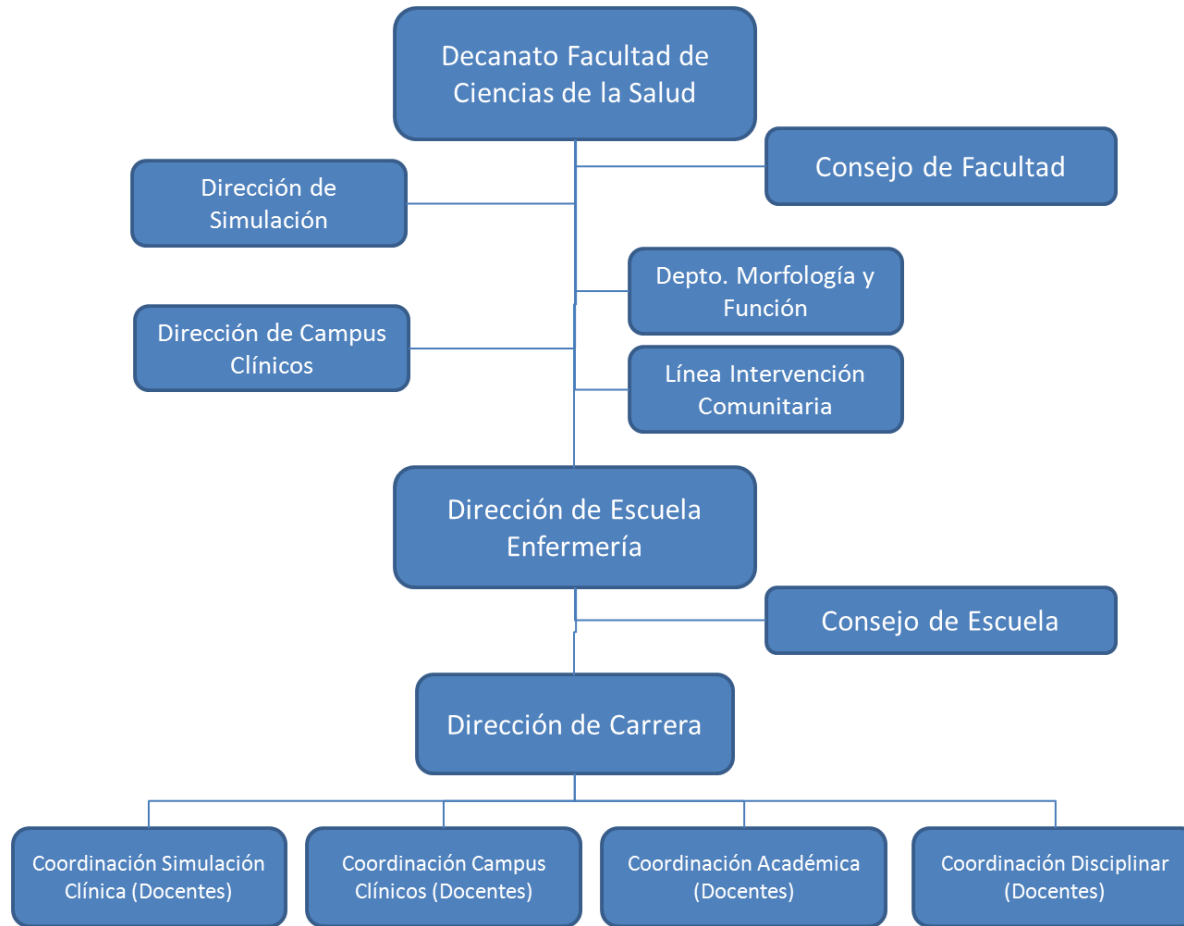 Decanato Facultad de
Ciencias de la Salud
Consejo de Facultad
Dirección de
Simulación
Depto. Morfología y
Función
Dirección de Campus
Clínicos
Línea Intervención
Comunitaria
Dirección de Escuela
Enfermería
Consejo de Escuela
Dirección de Carrera
Coordinación Simulación
Clínica (Docentes)
Coordinación Campus
Clínicos (Docentes)
Coordinación Académica
(Docentes)
Coordinación Disciplinar
(Docentes)